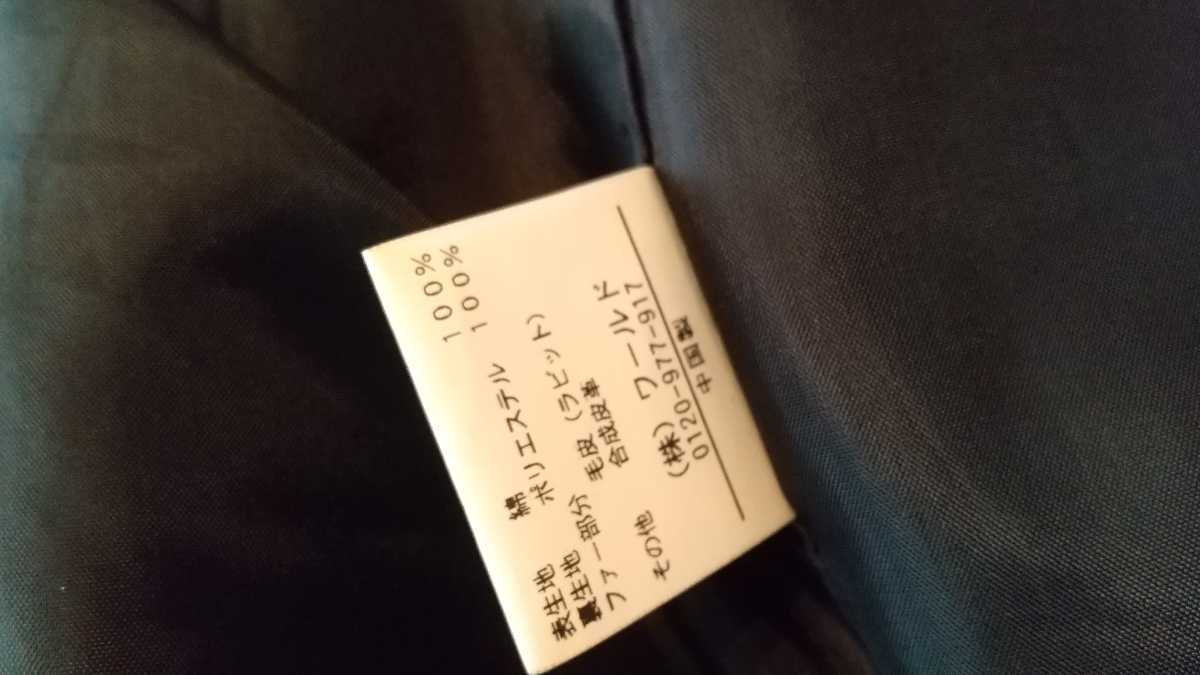 表生地 綿 100%
裏生地 ポリエステル 100%
ファー部分
毛皮（ラビット）
合成皮革
その他
（株）ワールド
0120-977-917
中国製